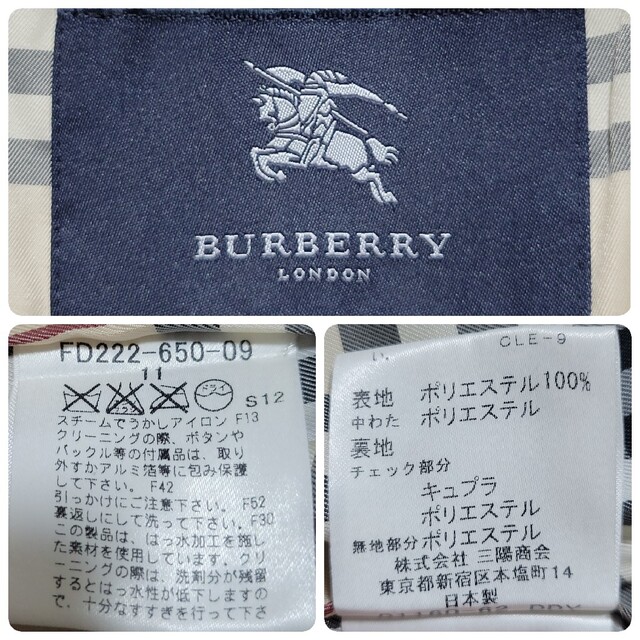 BURBERRY
LONDON
FD222-650-09
11
ドライ
S12
スチームでうかしアイロン F13
クリーニングの際、ボタンや
バックル等の付属品は、取り
外すかアルミ箔等に包み保護
して下さい。 F42
引っかけにご注意下さい。 F52
裏返しにして洗って下さい。 F30
この製品は、はっ水加工を施し
た素材を使用しています。クリ
ーニングの際は、洗剤分が残留
するとはっ水性が低下しますの
で、十分なすすぎを行って下さ
い。
CLE-9
表地 ポリエステル100%
中わた ポリエステル
裏地
チェック部分
キュプラ
ポリエステル
無地部分 ポリエステル
株式会社 三陽商会
東京都新宿区本塩町14
日本製